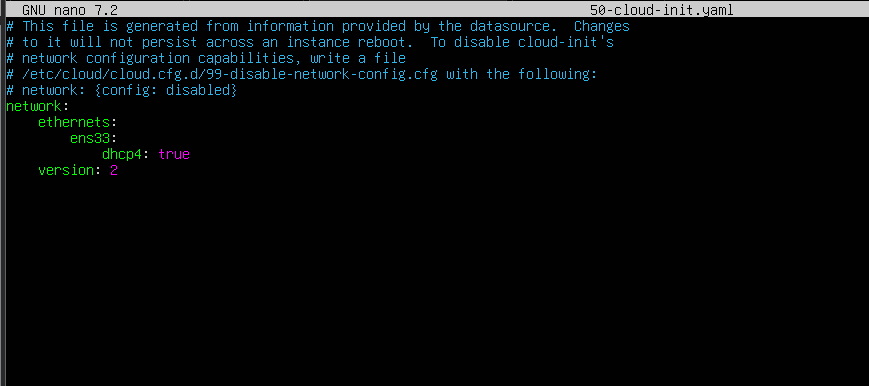 GNU nano 7.2 50-cloud-init.yaml
# This file is generated from information provided by the datasource.  Changes
# to it will not persist across an instance reboot.  To disable cloud-init's
# network configuration capabilities, write a file
# /etc/cloud/cloud.cfg.d/99-disable-network-config.cfg with the following:
# network: {config: disabled}
network:
    ethernets:
        ens33:
            dhcp4: true
    version: 2